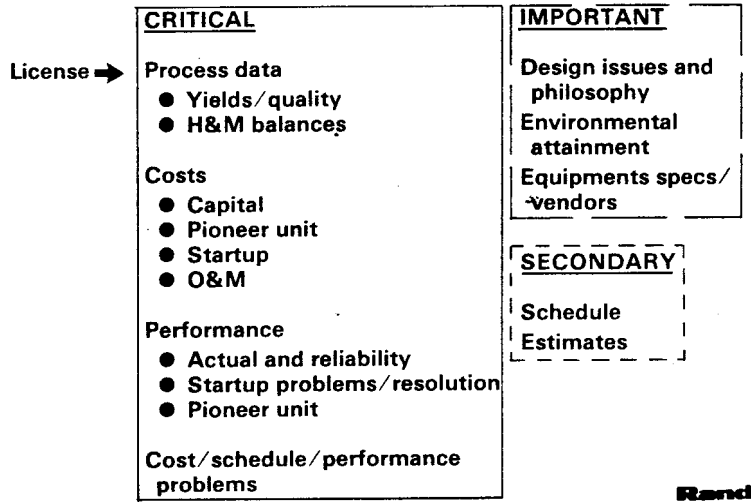 License
CRITICAL
Process data
● Yields/quality
● H&M balances
Costs
● Capital
● Pioneer unit
● Startup
● O&M
Performance
● Actual and reliability
● Startup problems/resolution
● Pioneer unit
Cost/schedule/performance
problems
IMPORTANT
Design issues and
philosophy
Environmental
attainment
Equipments specs/
vendors
SECONDARY
Schedule
Estimates
Rand